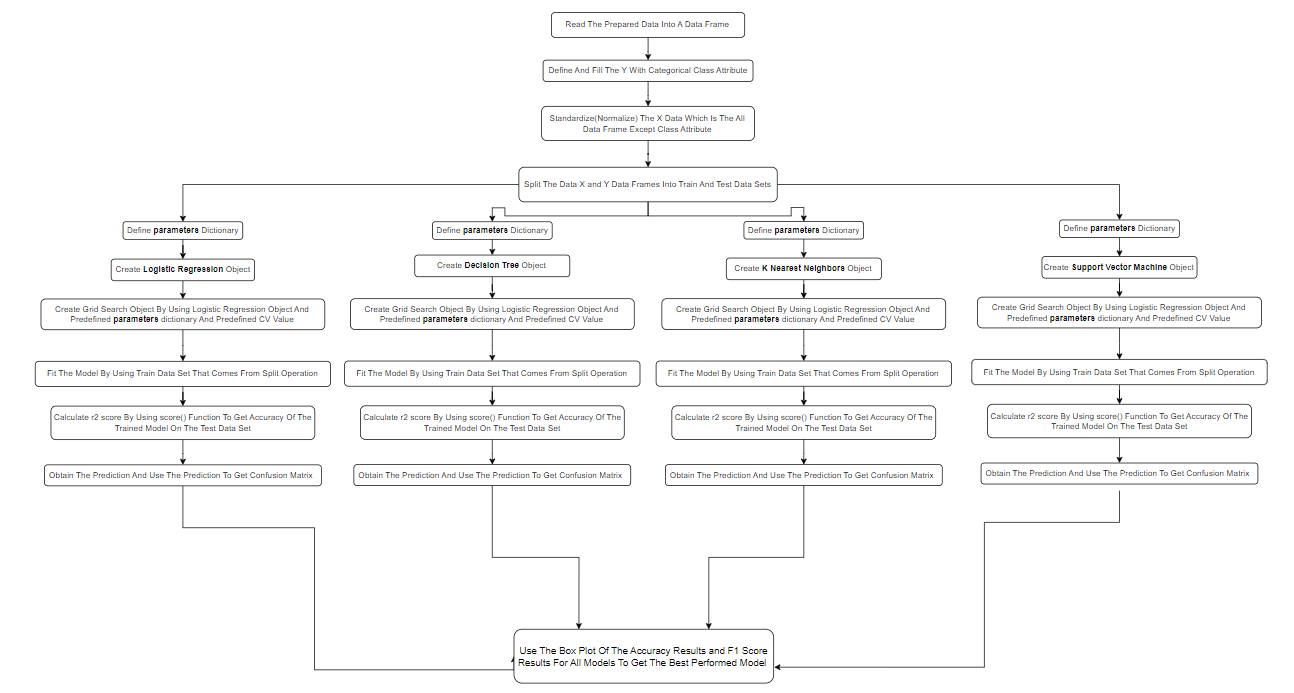 Read The Prepared Data Into A Data Frame
Define And Fill The Y With Categorical Class Attribute
Standardize(Normalize) The X Data Which Is The All
Data Frame Except Class Attribute
Split The Data X and Y Data Frames Into Train And Test Data Sets
Define parameters Dictionary
Create Logistic Regression Object
Create Grid Search Object By Using Logistic Regression Object And
Predefined parameters dictionary And Predefined CV Value
Fit The Model By Using Train Data Set That Comes From Split Operation
Calculate r2 score By Using score() Function To Get Accuracy Of The
Trained Model On The Test Data Set
Obtain The Prediction And Use The Prediction To Get Confusion Matrix
Define parameters Dictionary
Create Decision Tree Object
Create Grid Search Object By Using Logistic Regression Object And
Predefined parameters dictionary And Predefined CV Value
Fit The Model By Using Train Data Set That Comes From Split Operation
Calculate r2 score By Using score() Function To Get Accuracy Of The
Trained Model On The Test Data Set
Obtain The Prediction And Use The Prediction To Get Confusion Matrix
Define parameters Dictionary
Create K Nearest Neighbors Object
Create Grid Search Object By Using Logistic Regression Object And
Predefined parameters dictionary And Predefined CV Value
Fit The Model By Using Train Data Set That Comes From Split Operation
Calculate r2 score By Using score() Function To Get Accuracy Of The
Trained Model On The Test Data Set
Obtain The Prediction And Use The Prediction To Get Confusion Matrix
Define parameters Dictionary
Create Support Vector Machine Object
Create Grid Search Object By Using Logistic Regression Object And
Predefined parameters dictionary And Predefined CV Value
Fit The Model By Using Train Data Set That Comes From Split Operation
Calculate r2 score By Using score() Function To Get Accuracy Of The
Trained Model On The Test Data Set
Obtain The Prediction And Use The Prediction To Get Confusion Matrix
Use The Box Plot Of The Accuracy Results and F1 Score
Results For All Models To Get The Best Performed Model